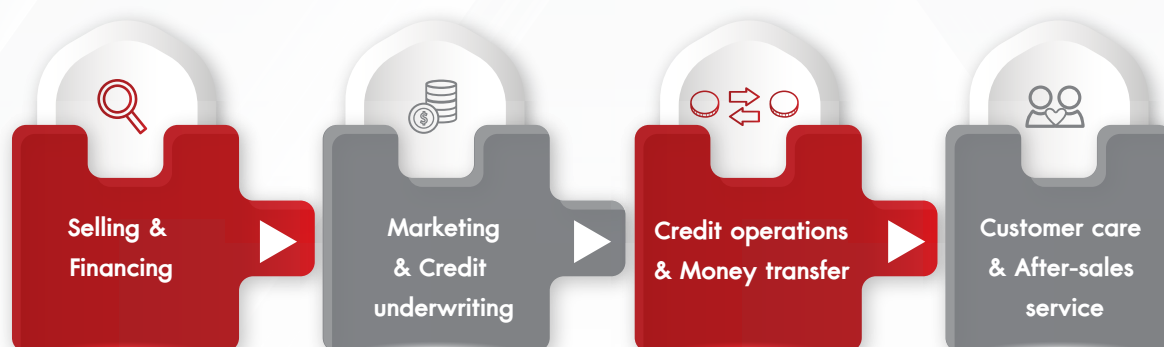 Selling &
Financing
Marketing
& Credit
underwriting
Credit operations
& Money transfer
Customer care
& After-sales
service